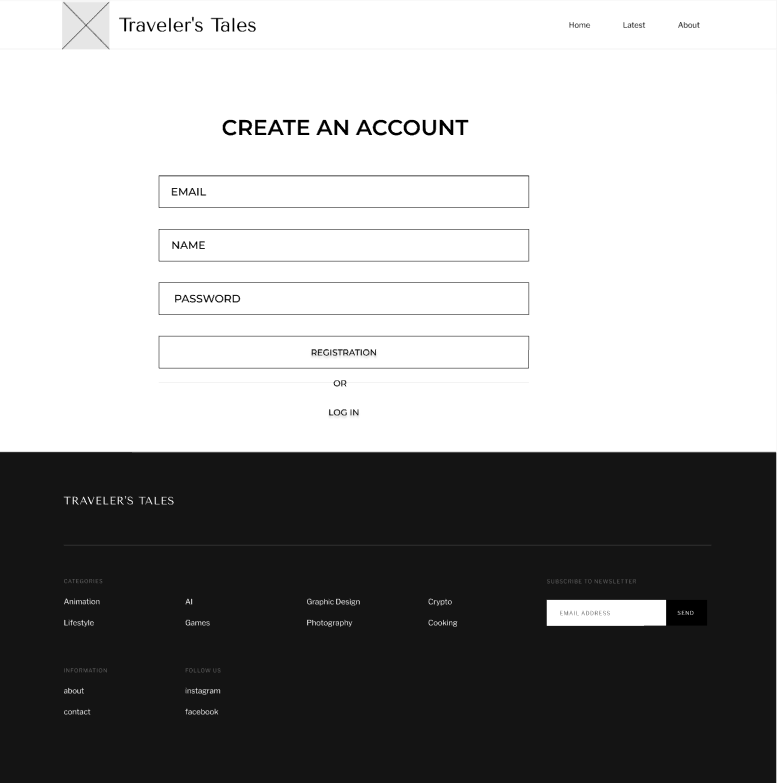 Traveler's Tales
Home Latest About
CREATE AN ACCOUNT
EMAIL
NAME
PASSWORD
REGISTRATION
OR
LOG IN
TRAVELER'S TALES
CATEGORIES
SUBSCRIBE TO NEWSLETTER
Animation AI Graphic Design Crypto
EMAIL ADDRESS SEND
Lifestyle Games Photography Cooking
INFORMATION FOLLOW US
about instagram
contact facebook